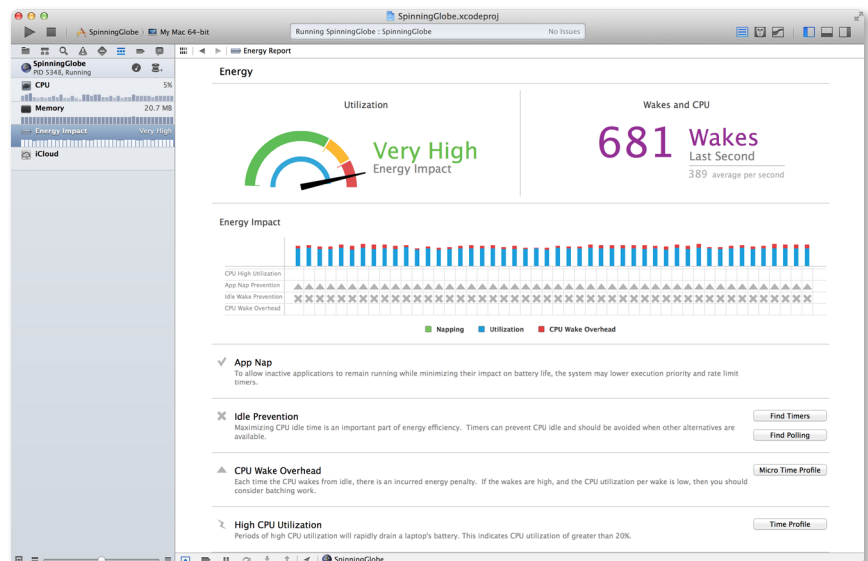 SpinningGlobe.xcodeproj
SpinningGlobe My Mac 64-bit
Running SpinningGlobe : SpinningGlobe No Issues
Energy Report
SpinningGlobe
PID 5348, Running
CPU 5%
Memory 20.7 MB
Energy Impact Very High
iCloud
Energy
Utilization
Very High
Energy Impact
Wakes and CPU
681 Wakes
Last Second
389 average per second
Energy Impact
CPU High Utilization
App Nap Prevention
Idle Wake Prevention
CPU Wake Overhead
Napping Utilization CPU Wake Overhead
App Nap
To allow inactive applications to remain running while minimizing their impact on battery life, the system may lower execution priority and rate limit
timers.
Idle Prevention
Maximizing CPU idle time is an important part of energy efficiency. Timers can prevent CPU idle and should be avoided when other alternatives are
available.
Find Timers
Find Polling
CPU Wake Overhead
Each time the CPU wakes from idle, there is an incurred energy penalty. If the wakes are high, and the CPU utilization per wake is low, then you should
consider batching work.
Micro Time Profile
High CPU Utilization
Periods of high CPU utilization will rapidly drain a laptop's battery. This indicates CPU utilization of greater than 20%.
Time Profile
SpinningGlobe